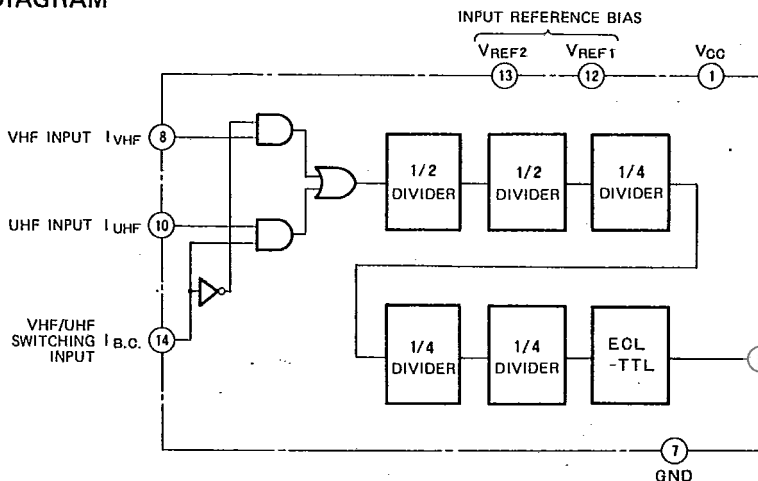 DIAGRAM
INPUT REFERENCE BIAS
VREF2
VREF1
VCC
13
12
1
VHF INPUT IVHF 8
UHF INPUT IUHF 10
VHF/UHF
SWITCHING IB.C. 14
INPUT
1/2
DIVIDER
1/2
DIVIDER
1/4
DIVIDER
1/4
DIVIDER
1/4
DIVIDER
ECL
-TTL
7
GND